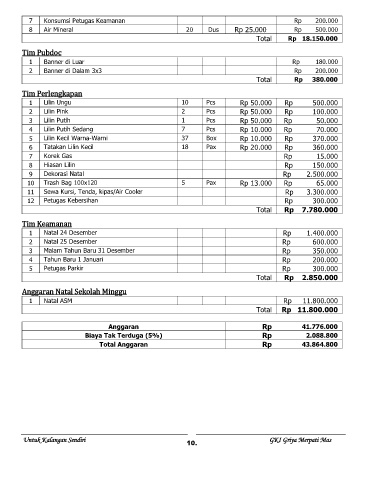 7 Konsumsi Petugas Keamanan Rp 200.000
8 Air Mineral 20 Dus Rp 25.000 Rp 500.000
Total Rp 18.150.000
Tim Pubdoc
1 Banner di Luar Rp 180.000
2 Banner di Dalam 3x3 Rp 200.000
Total Rp 380.000
Tim Perlengkapan
1 Lilin Ungu 10 Pcs Rp 50.000 Rp 500.000
2 Lilin Pink 2 Pcs Rp 50.000 Rp 100.000
3 Lilin Putih 1 Pcs Rp 50.000 Rp 50.000
4 Lilin Putih Sedang 7 Pcs Rp 10.000 Rp 70.000
5 Lilin Kecil Warna-Warni 37 Box Rp 10.000 Rp 370.000
6 Tatakan Lilin Kecil 18 Pax Rp 20.000 Rp 360.000
7 Korek Gas Rp 15.000
8 Hiasan Lilin Rp 150.000
9 Dekorasi Natal Rp 2.500.000
10 Trash Bag 100x120 5 Pax Rp 13.000 Rp 65.000
11 Sewa Kursi, Tenda, kipas/Air Cooler Rp 3.300.000
12 Petugas Kebersihan Rp 300.000
Total Rp 7.780.000
Tim Keamanan
1 Natal 24 Desember Rp 1.400.000
2 Natal 25 Desember Rp 600.000
3 Malam Tahun Baru 31 Desember Rp 350.000
4 Tahun Baru 1 Januari Rp 200.000
5 Petugas Parkir Rp 300.000
Total Rp 2.850.000
Anggaran Natal Sekolah Minggu
1 Natal ASM Rp 11.800.000
Total Rp 11.800.000
Anggaran Rp 41.776.000
Biaya Tak Terduga (5%) Rp 2.088.800
Total Anggaran Rp 43.864.800
Untuk Kalangan Sendiri 10. GKI Griya Merpati Mas